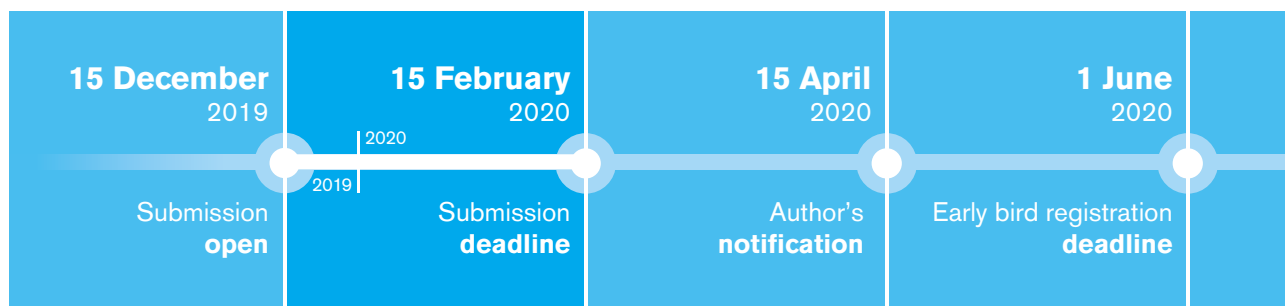 15 December
2019
Submission
open
15 February
2020
2020
2019
Submission
deadline
15 April
2020
Author's
notification
1 June
2020
Early bird registration
deadline